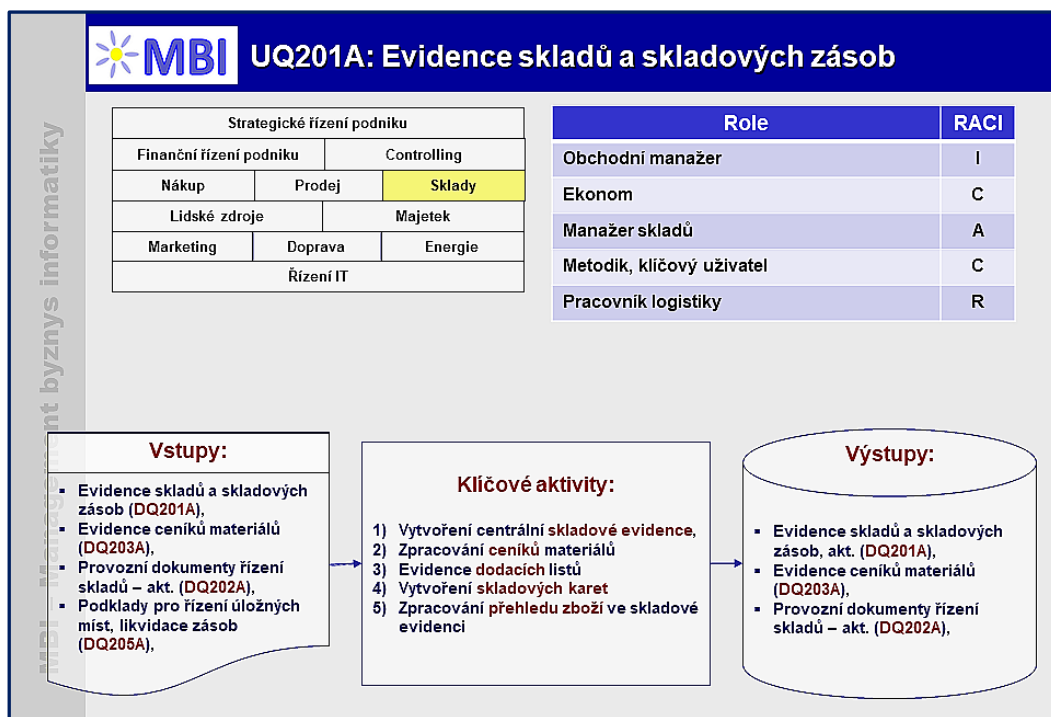 MBI
UQ201A: Evidence skladů a skladových zásob
MBI – Management byznys informatiky
Strategické řízení podniku
Finanční řízení podniku
Controlling
Nákup
Prodej
Sklady
Lidské zdroje
Majetek
Marketing
Doprava
Energie
Řízení IT
Role RACI
Obchodní manažer I
Ekonom C
Manažer skladů A
Metodik, klíčový uživatel C
Pracovník logistiky R
Vstupy:
▪ Evidence skladů a skladových
zásob (DQ201A),
▪ Evidence ceníků materiálů
(DQ203A),
▪ Provozní dokumenty řízení
skladů – akt. (DQ202A),
▪ Podklady pro řízení úložných
míst, likvidace zásob
(DQ205A),
Klíčové aktivity:
1) Vytvoření centrální skladové evidence,
2) Zpracování ceníků materiálů
3) Evidence dodacích listů
4) Vytvoření skladových karet
5) Zpracování přehledu zboží ve skladové
evidenci
Výstupy:
▪ Evidence skladů a skladových
zásob, akt. (DQ201A),
▪ Evidence ceníků materiálů
(DQ203A),
▪ Provozní dokumenty řízení
skladů – akt. (DQ202A),